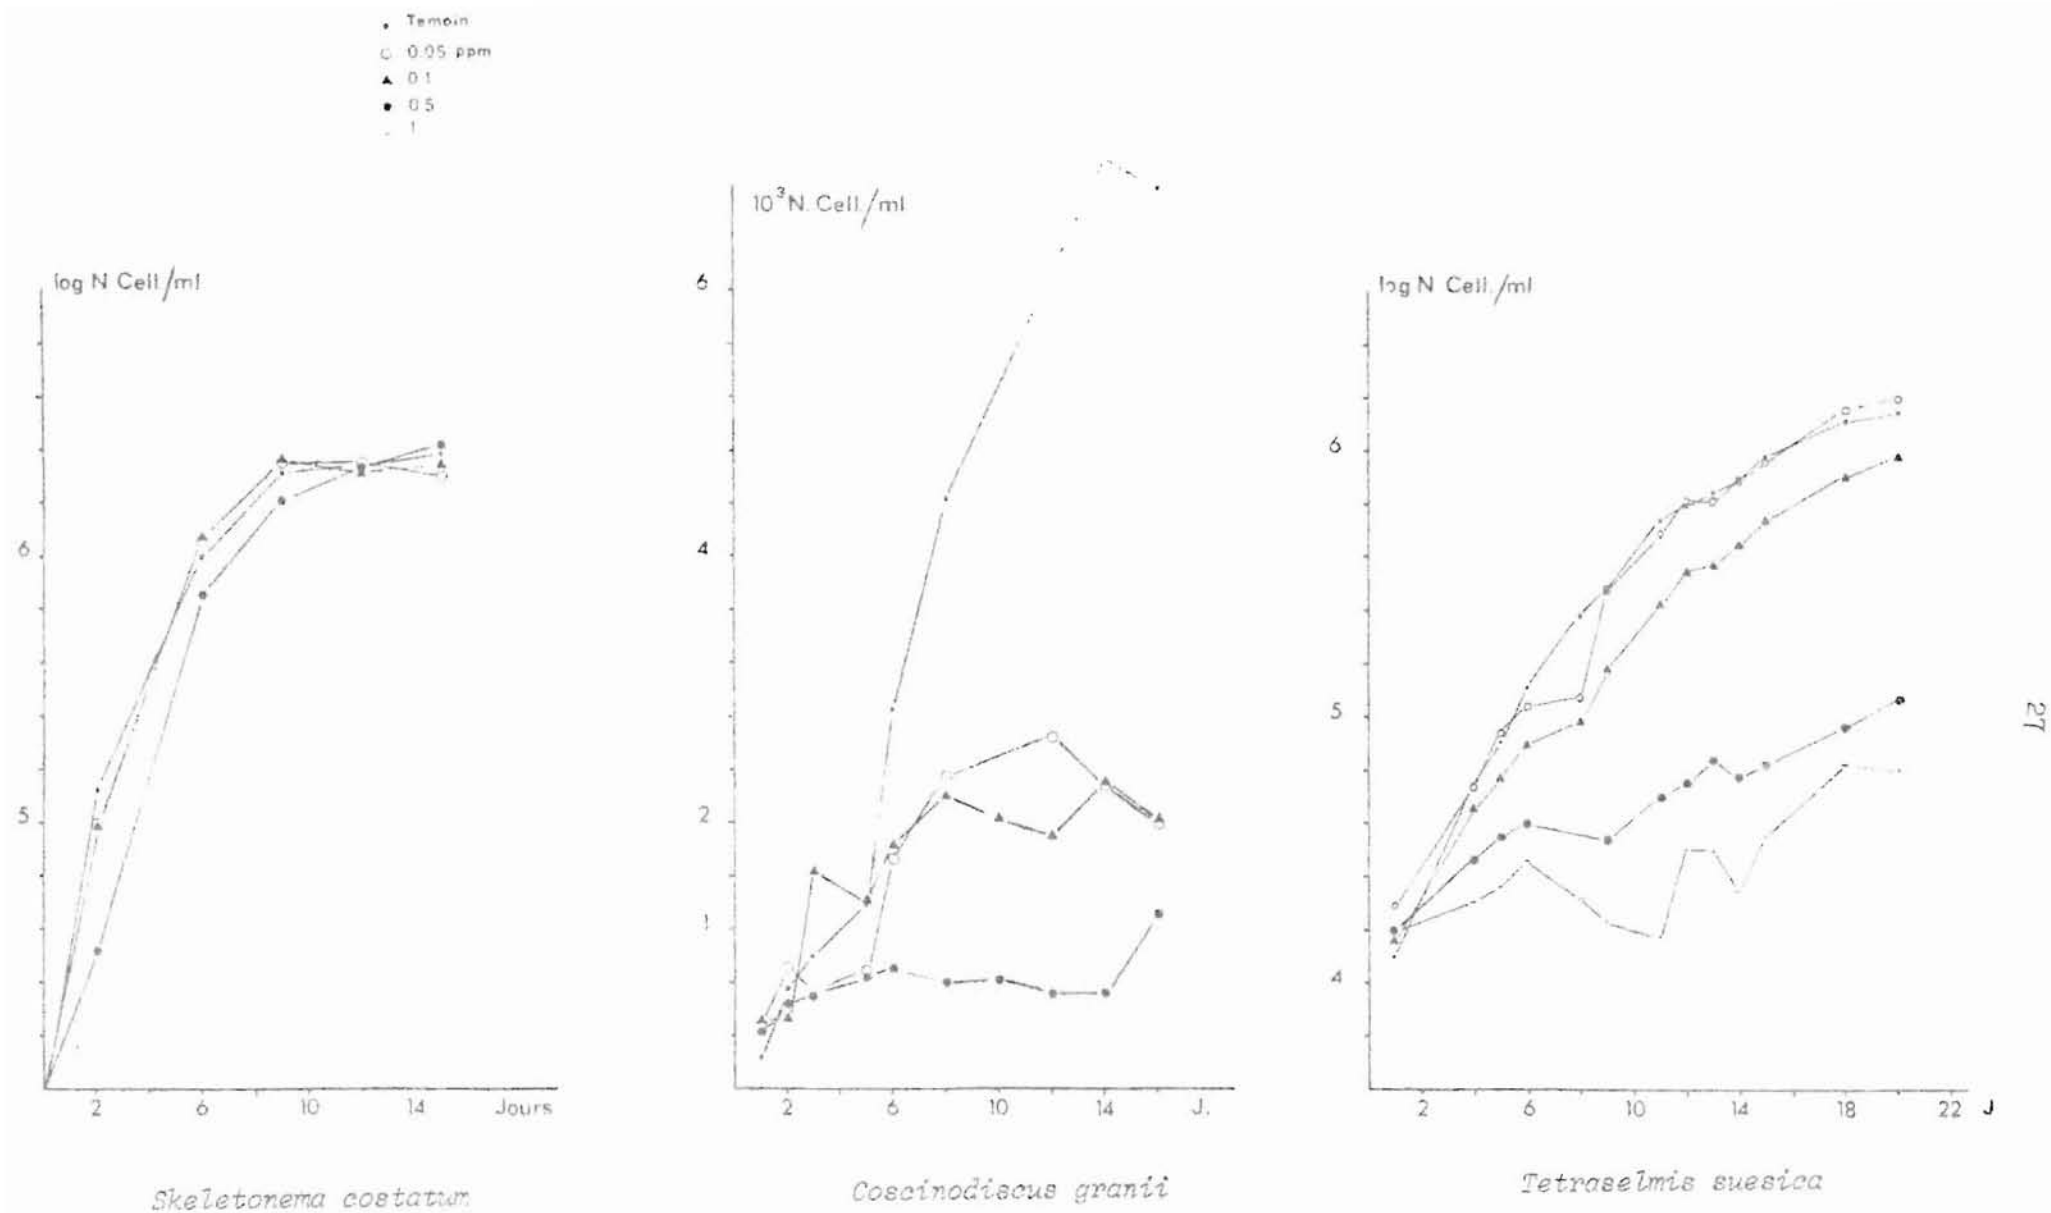 Temoin
0.05 ppm
0.1
0.5
1
log N Cell/ml
6
5
2 6 10 14 Jours
Skeletonema costatum
10³ N. Cell/ml
6
4
2
1
2 6 10 14 J.
Coscinodiscus granii
log N Cell./ml
6
5
4
2 6 10 14 18 22 J
Tetraselmis suesica
27